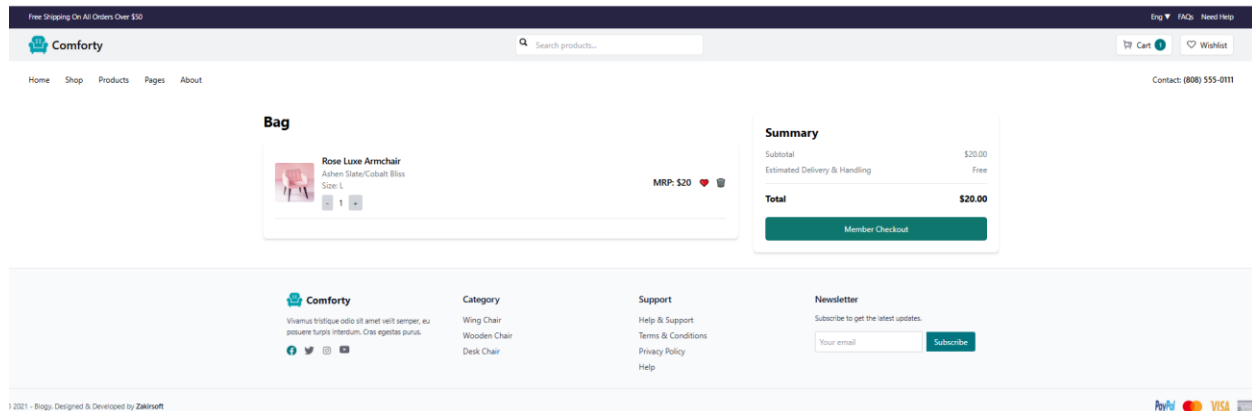 Free Shipping On All Orders Over $50
Eng ▼ FAQs Need Help
Comforty
Search products...
Cart 1
Wishlist
Home Shop Products Pages About
Contact: (808) 555-0111
Bag
Rose Luxe Armchair
Ashen Slate/Cobalt Bliss
Size: L
MRP: $20
- 1 +
Summary
Subtotal $20.00
Estimated Delivery & Handling Free
Total $20.00
Member Checkout
Comforty
Vivamus tristique odio sit amet velit semper, eu
posuere turpis interdum. Cras egestas purus.
Category
Wing Chair
Wooden Chair
Desk Chair
Support
Help & Support
Terms & Conditions
Privacy Policy
Help
Newsletter
Subscribe to get the latest updates.
Your email
Subscribe
2021 - Blogy. Designed & Developed by Zakirsoft
PayPal VISA